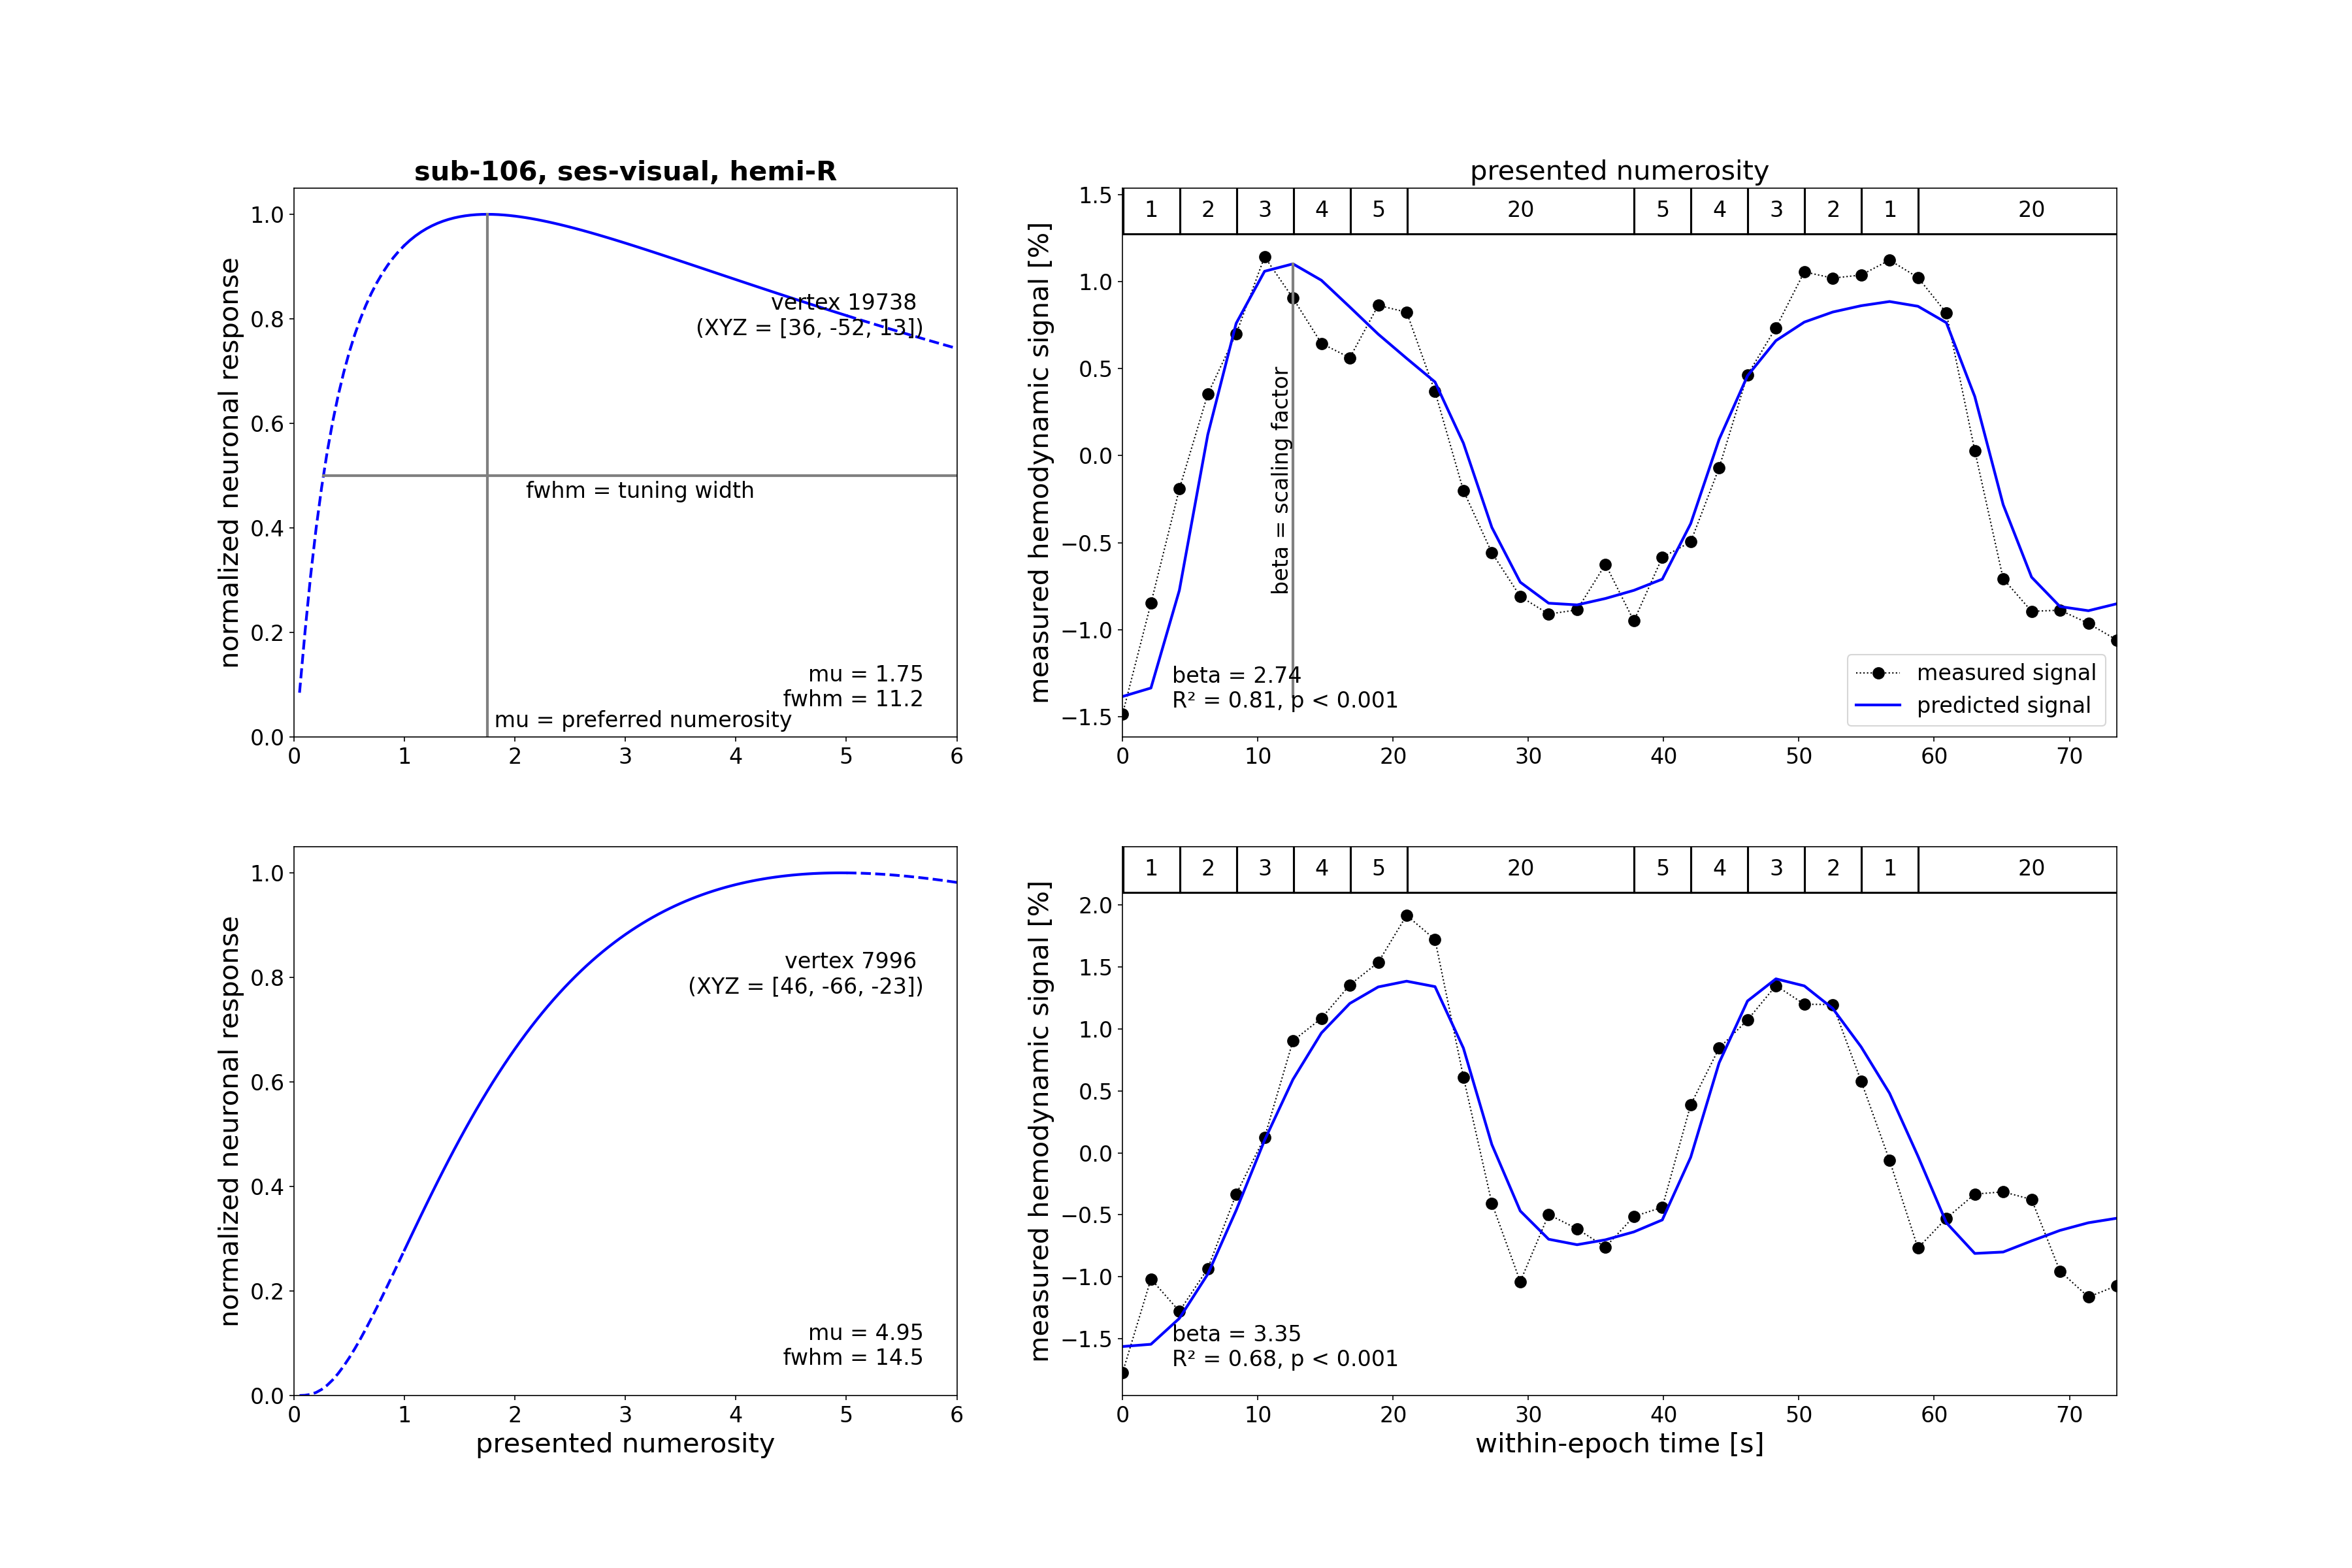 sub-106, ses-visual, hemi-R
normalized neuronal response
1.0
0.8
0.6
0.4
0.2
0.0
vertex 19738
(XYZ = [36, -52, 13])
fwhm = tuning width
mu = 1.75
fwhm = 11.2
mu = preferred numerosity
0 1 2 3 4 5 6
presented numerosity
measured hemodynamic signal [%]
1.5
1.0
0.5
0.0
−0.5
−1.0
−1.5
1 2 3 4 5 20 5 4 3 2 1 20
beta = scaling factor
beta = 2.74
R² = 0.81, p < 0.001
measured signal
predicted signal
0 10 20 30 40 50 60 70
normalized neuronal response
1.0
0.8
0.6
0.4
0.2
0.0
vertex 7996
(XYZ = [46, -66, -23])
mu = 4.95
fwhm = 14.5
0 1 2 3 4 5 6
presented numerosity
measured hemodynamic signal [%]
2.0
1.5
1.0
0.5
0.0
−0.5
−1.0
−1.5
1 2 3 4 5 20 5 4 3 2 1 20
beta = 3.35
R² = 0.68, p < 0.001
0 10 20 30 40 50 60 70
within-epoch time [s]